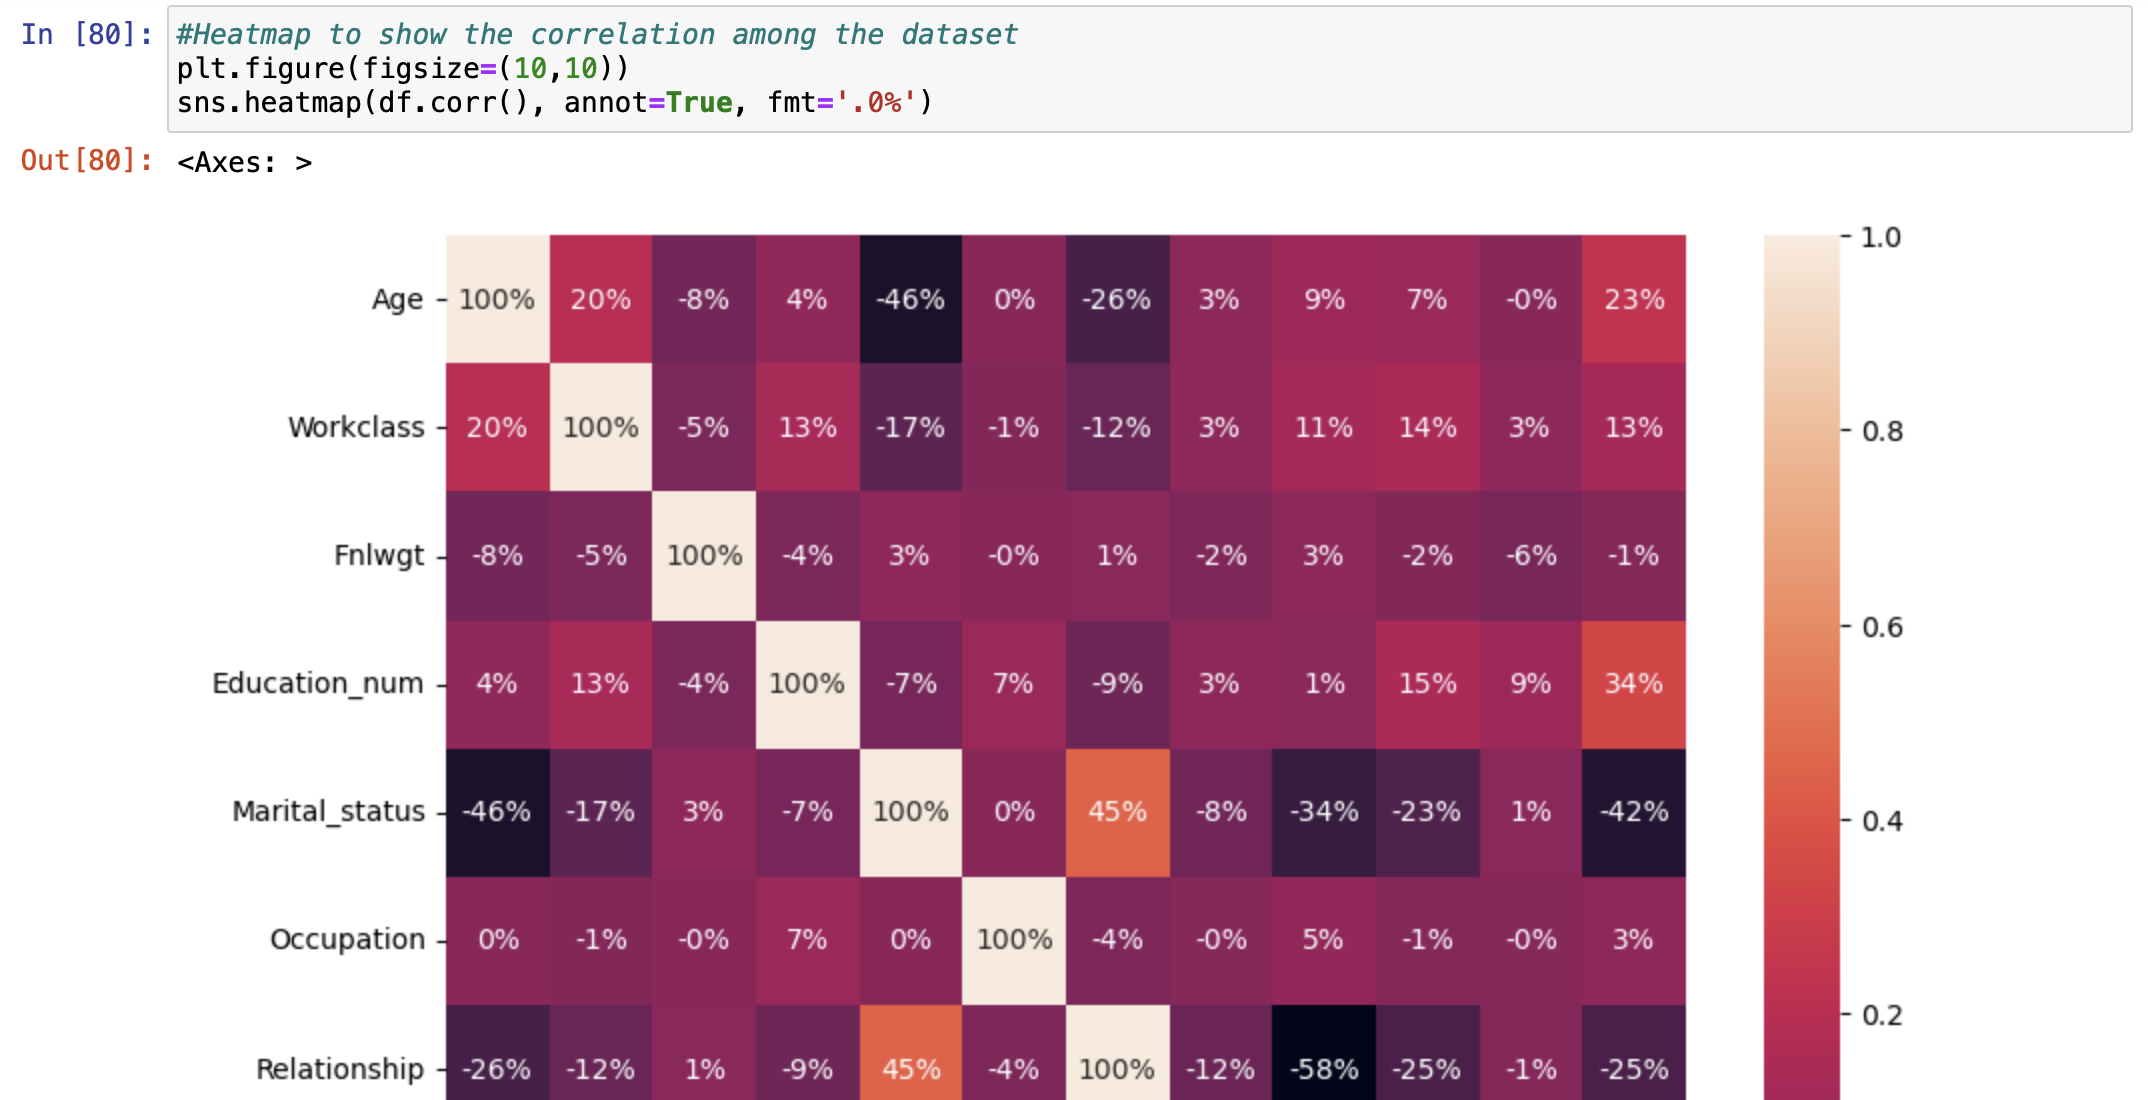 In [80]: #Heatmap to show the correlation among the dataset
plt.figure(figsize=(10,10))
sns.heatmap(df.corr(), annot=True, fmt='.0%')
Out[80]: <Axes: >
1.0
Age 100% 20% -8% 4% -46% 0% -26% 3% 9% 7% -0% 23%
Workclass 20% 100% -5% 13% -17% -1% -12% 3% 11% 14% 3% 13%
0.8
Fnlwgt -8% -5% 100% -4% 3% -0% 1% -2% 3% -2% -6% -1%
0.6
Education_num 4% 13% -4% 100% -7% 7% -9% 3% 1% 15% 9% 34%
Marital_status -46% -17% 3% -7% 100% 0% 45% -8% -34% -23% 1% -42%
0.4
Occupation 0% -1% -0% 7% 0% 100% -4% -0% 5% -1% -0% 3%
0.2
Relationship -26% -12% 1% -9% 45% -4% 100% -12% -58% -25% -1% -25%